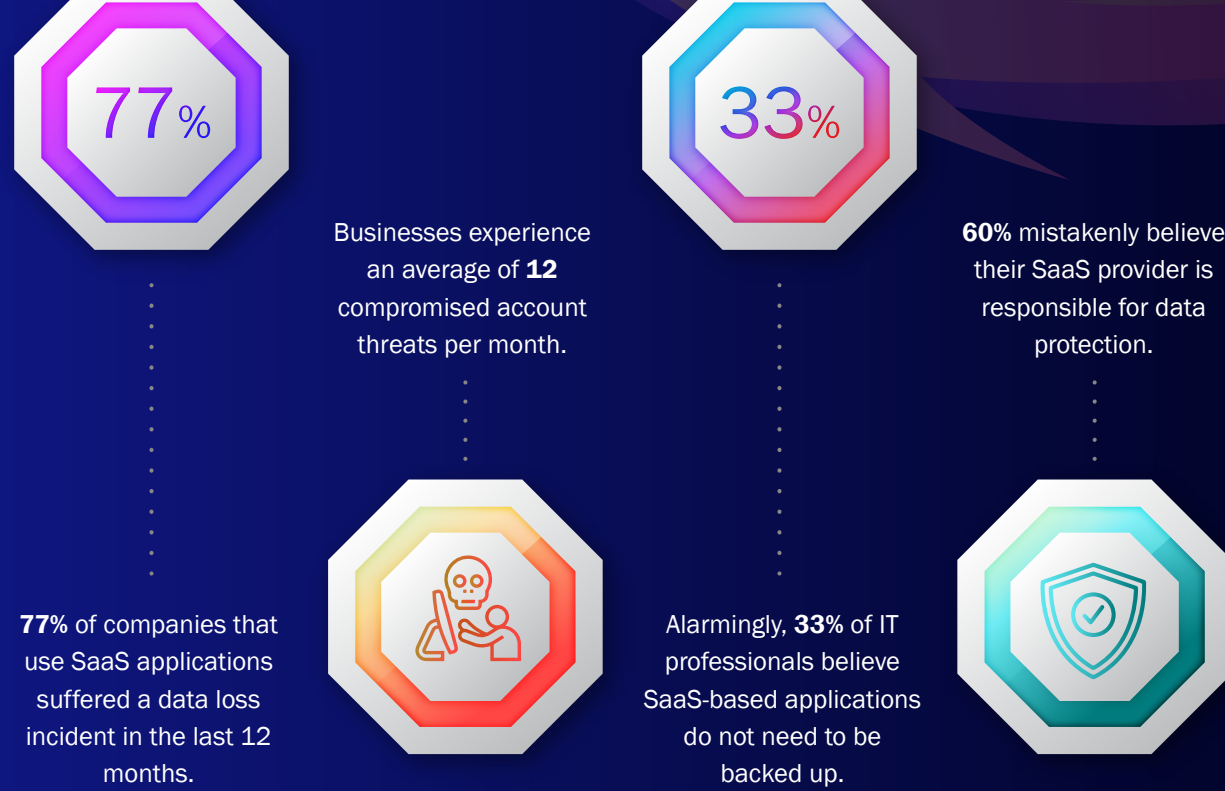 77%
77% of companies that
use SaaS applications
suffered a data loss
incident in the last 12
months.
Businesses experience
an average of 12
compromised account
threats per month.
33%
Alarmingly, 33% of IT
professionals believe
SaaS-based applications
do not need to be
backed up.
60% mistakenly believe
their SaaS provider is
responsible for data
protection.